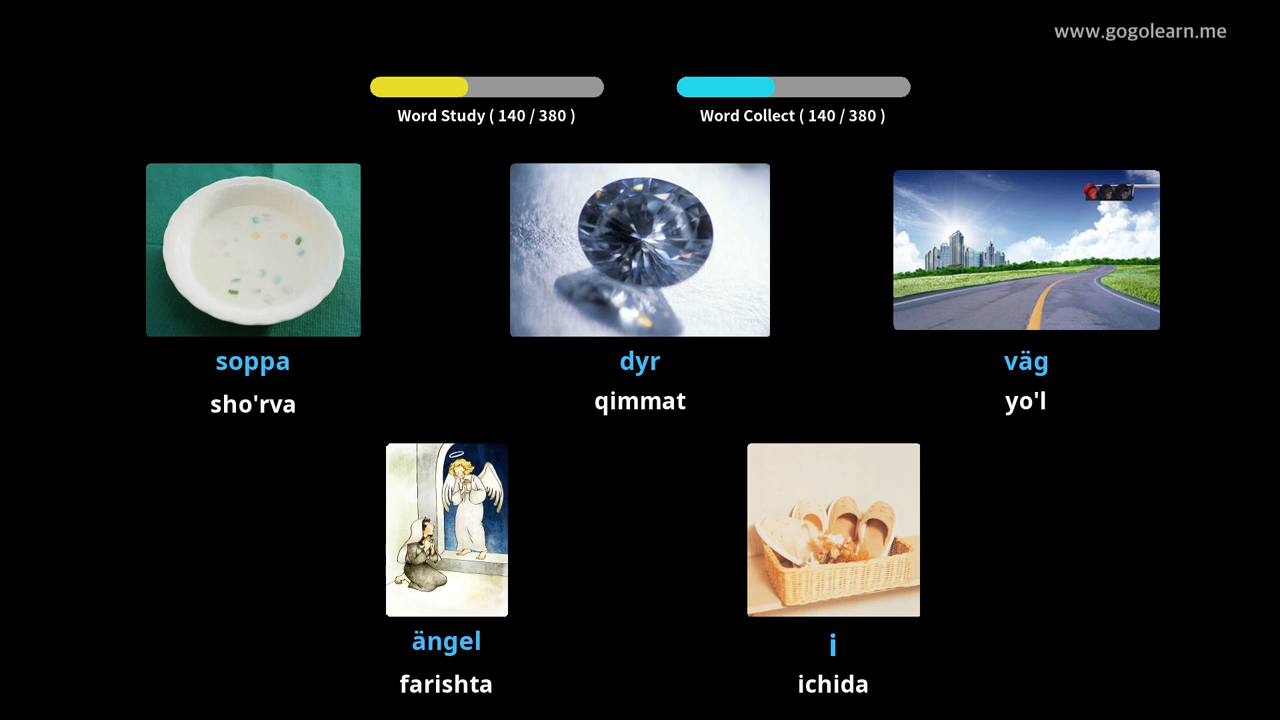 www.gogolearn.me
Word Study ( 140 / 380 )
Word Collect ( 140 / 380 )
soppa
sho'rva
dyr
qimmat
väg
yo'l
ängel
farishta
i
ichida